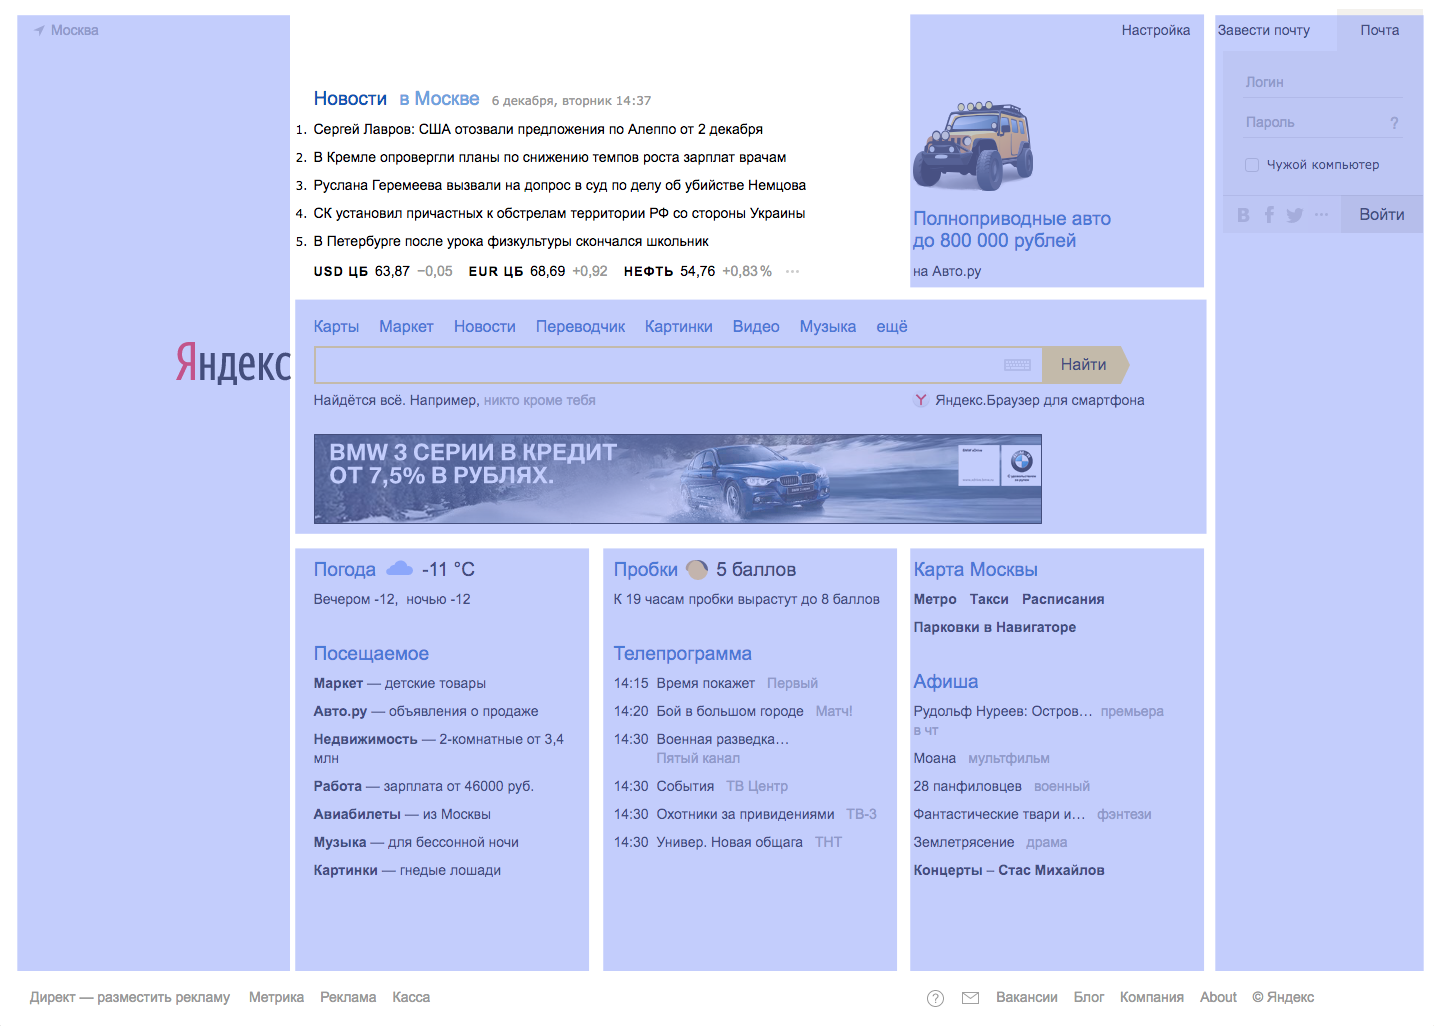 Москва
Настройка
Завести почту
Почта
Новости в Москве 6 декабря, вторник 14:37
1. Сергей Лавров: США отозвали предложения по Алеппо от 2 декабря
2. В Кремле опровергли планы по снижению темпов роста зарплат врачам
3. Руслана Геремеева вызвали на допрос в суд по делу об убийстве Немцова
4. СК установил причастных к обстрелам территории РФ со стороны Украины
5. В Петербурге после урока физкультуры скончался школьник
USD ЦБ 63,87 −0,05 EUR ЦБ 68,69 +0,92 НЕФТЬ 54,76 +0,83% ···
Полноприводные авто
до 800 000 рублей
на Авто.ру
Логин
Пароль ?
Чужой компьютер
В f ··· Войти
Карты Маркет Новости Переводчик Картинки Видео Музыка ещё
Яндекс
Найти
Найдётся всё. Например, никто кроме тебя
Яндекс.Браузер для смартфона
BMW 3 СЕРИИ В КРЕДИТ
ОТ 7,5% В РУБЛЯХ.
Погода -11 °C
Вечером -12, ночью -12
Посещаемое
Маркет — детские товары
Авто.ру — объявления о продаже
Недвижимость — 2-комнатные от 3,4
млн
Работа — зарплата от 46000 руб.
Авиабилеты — из Москвы
Музыка — для бессонной ночи
Картинки — гнедые лошади
Пробки 5 баллов
К 19 часам пробки вырастут до 8 баллов
Телепрограмма
14:15 Время покажет Первый
14:20 Бой в большом городе Матч!
14:30 Военная разведка…
Пятый канал
14:30 События ТВ Центр
14:30 Охотники за привидениями ТВ-3
14:30 Универ. Новая общага ТНТ
Карта Москвы
Метро Такси Расписания
Парковки в Навигаторе
Афиша
Рудольф Нуреев: Остров… премьера
в чт
Моана мультфильм
28 панфиловцев военный
Фантастические твари и… фэнтези
Землетрясение драма
Концерты – Стас Михайлов
Директ — разместить рекламу Метрика Реклама Касса
? Вакансии Блог Компания About © Яндекс